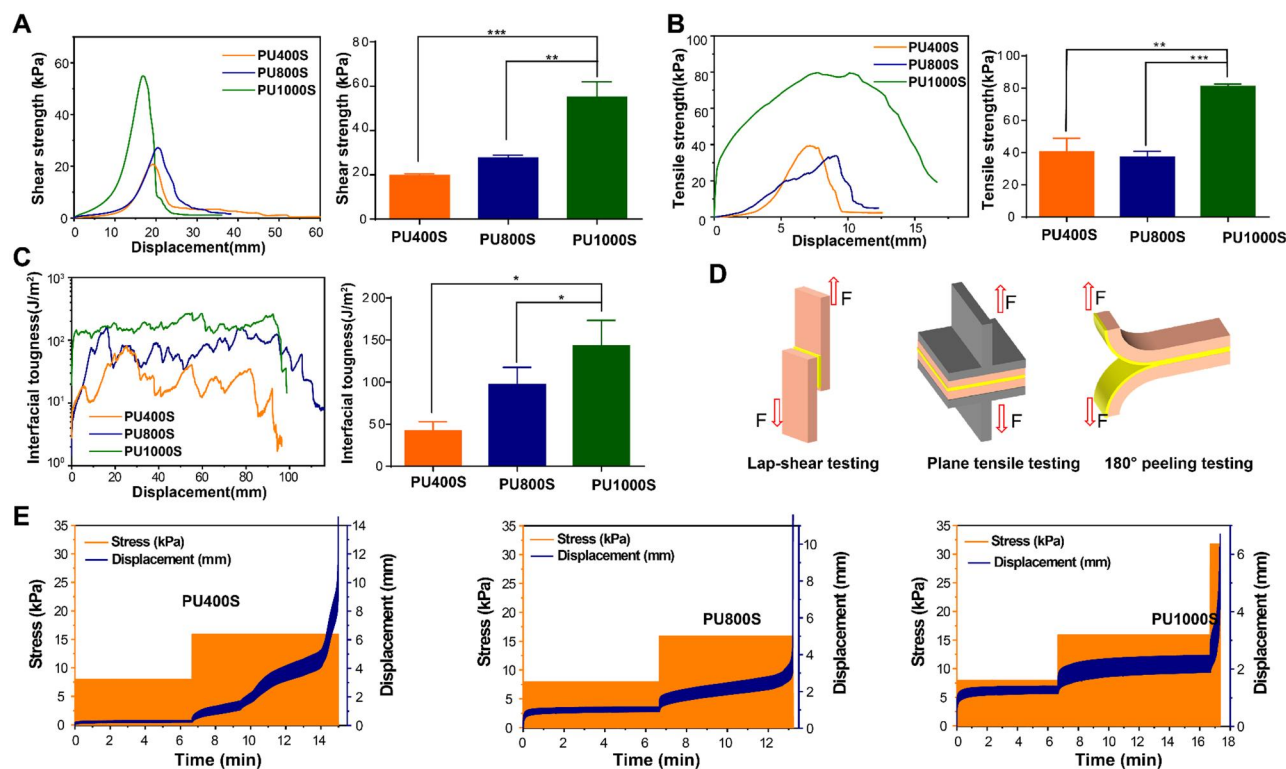 A
Shear strength (kPa)
80
60
40
20
0
0 10 20 30 40 50 60
Displacement(mm)
PU400S
PU800S
PU1000S
Shear strength (kPa)
80
60
40
20
0
***
**
PU400S PU800S PU1000S
B
Tensile strength(kPa)
100
80
60
40
20
0
0 5 10 15
Displacement(mm)
PU400S
PU800S
PU1000S
Tensile strength(kPa)
100
80
60
40
20
0
**
***
PU400S PU800S PU1000S
C
Interfacial tougness(J/m²)
10³
10²
10¹
10⁰
PU400S
PU800S
PU1000S
0 20 40 60 80 100
Displacement(mm)
Interfacial tougness(J/m²)
200
150
100
50
0
*
*
PU400S PU800S PU1000S
D
F
F
Lap-shear testing
F
F
Plane tensile testing
F
F
180° peeling testing
E
Stress (kPa)
35
30
25
20
15
10
5
0
Stress (kPa)
Displacement (mm)
PU400S
14
12
10
8
6
4
2
0
Displacement (mm)
0 2 4 6 8 10 12 14
Time (min)
Stress (kPa)
35
30
25
20
15
10
5
0
Stress (kPa)
Displacement (mm)
PU800S
10
8
6
4
2
0
Displacement (mm)
0 2 4 6 8 10 12
Time (min)
Stress (kPa)
35
30
25
20
15
10
5
0
Stress (kPa)
Displacement (mm)
PU1000S
6
4
2
0
Displacement (mm)
0 2 4 6 8 10 12 14 16 18
Time (min)